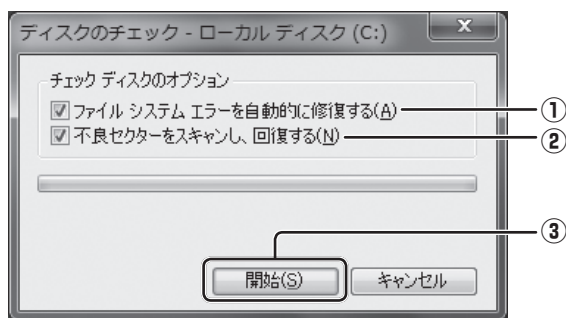 ディスクのチェック - ローカル ディスク (C:)
チェック ディスクのオプション
ファイル システム エラーを自動的に修復する(A)
①
不良セクターをスキャンし、回復する(N)
②
③
開始(S)
キャンセル